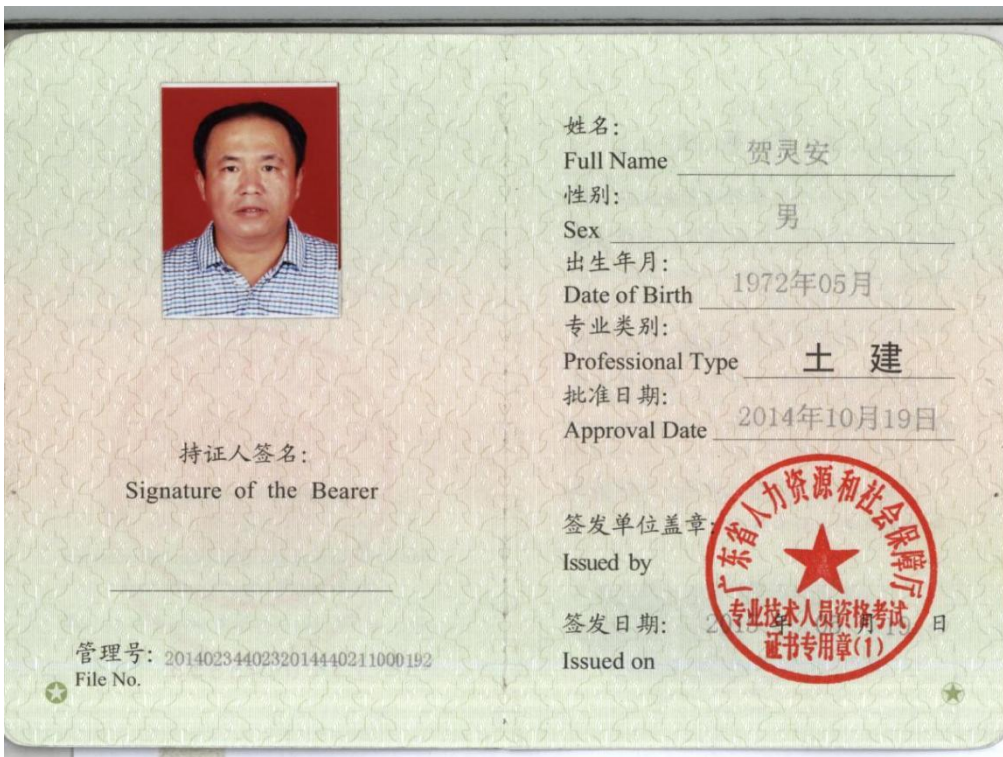 持证人签名:
Signature of the Bearer
管理号: 2014023440232014440211000192
File No.
姓名: 贺灵安
Full Name
性别: 男
Sex
出生年月: 1972年05月
Date of Birth
专业类别:
Professional Type 土 建
批准日期: 2014年10月19日
Approval Date
签发单位盖章:
Issued by
签发日期: 年 月 日
Issued on
广东省人力资源和社会保障厅
专业技术人员资格考试
证书专用章(1)